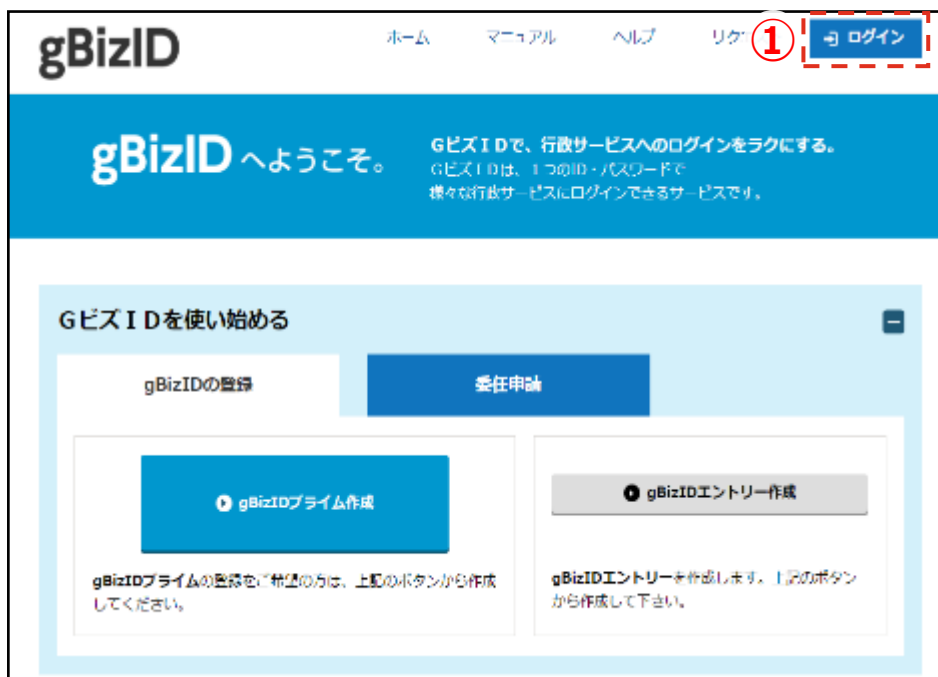 gBizID
ホーム マニュアル ヘルプ リク ① ログイン
gBizID へようこそ。
GビズIDで、行政サービスへのログインをラクにする。
GビズIDは、1つのID・パスワードで
様々な行政サービスにログインできるサービスです。
GビズIDを使い始める
gBizIDの登録 委任申請
gBizIDプライム作成
gBizIDプライムの登録をご希望の方は、上記のボタンから作成
してください。
gBizIDエントリー作成
gBizIDエントリーを作成します。上記のボタン
から作成して下さい。